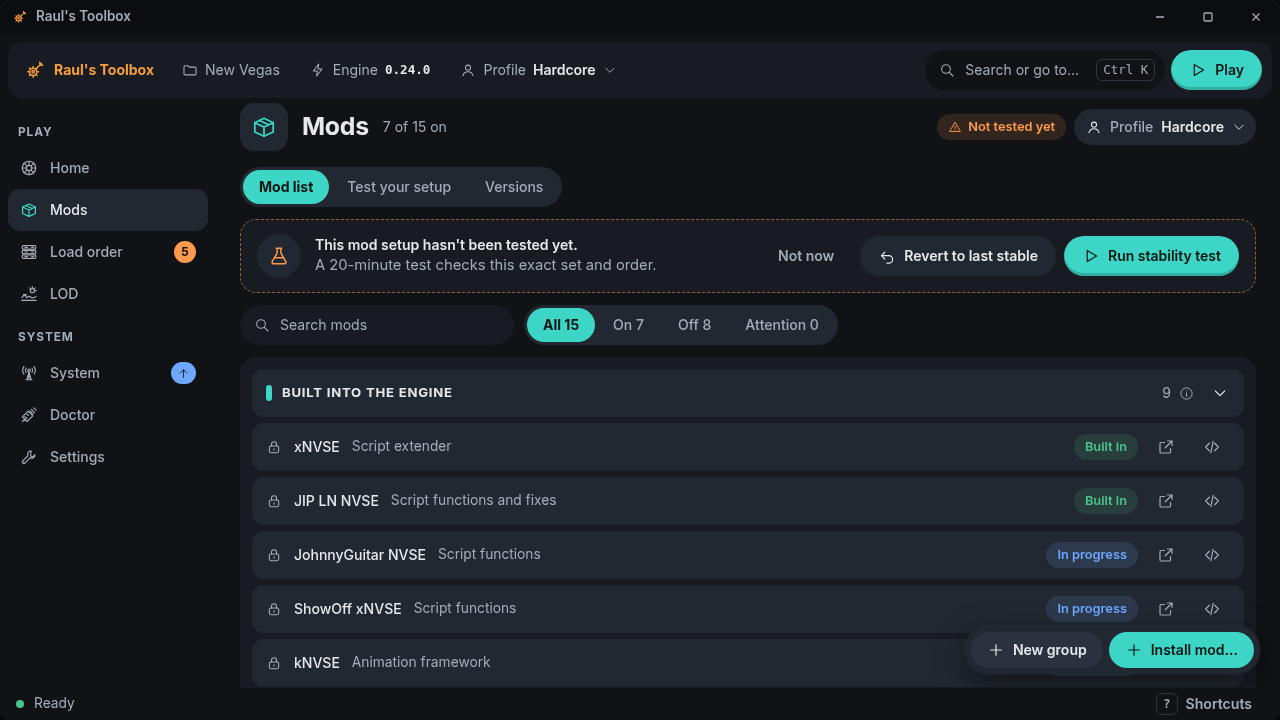 Raul's Toolbox
Raul's Toolbox New Vegas Engine 0.24.0 Profile Hardcore Search or go to... Ctrl K Play
PLAY
Home
Mods
Load order 5
LOD
SYSTEM
System
Doctor
Settings
Mods 7 of 15 on Not tested yet Profile Hardcore
Mod list Test your setup Versions
This mod setup hasn't been tested yet.
A 20-minute test checks this exact set and order.
Not now Revert to last stable Run stability test
Search mods All 15 On 7 Off 8 Attention 0
BUILT INTO THE ENGINE 9
xNVSE Script extender Built in
JIP LN NVSE Script functions and fixes Built in
JohnnyGuitar NVSE Script functions In progress
ShowOff xNVSE Script functions In progress
kNVSE Animation framework
New group Install mod...
Ready ? Shortcuts